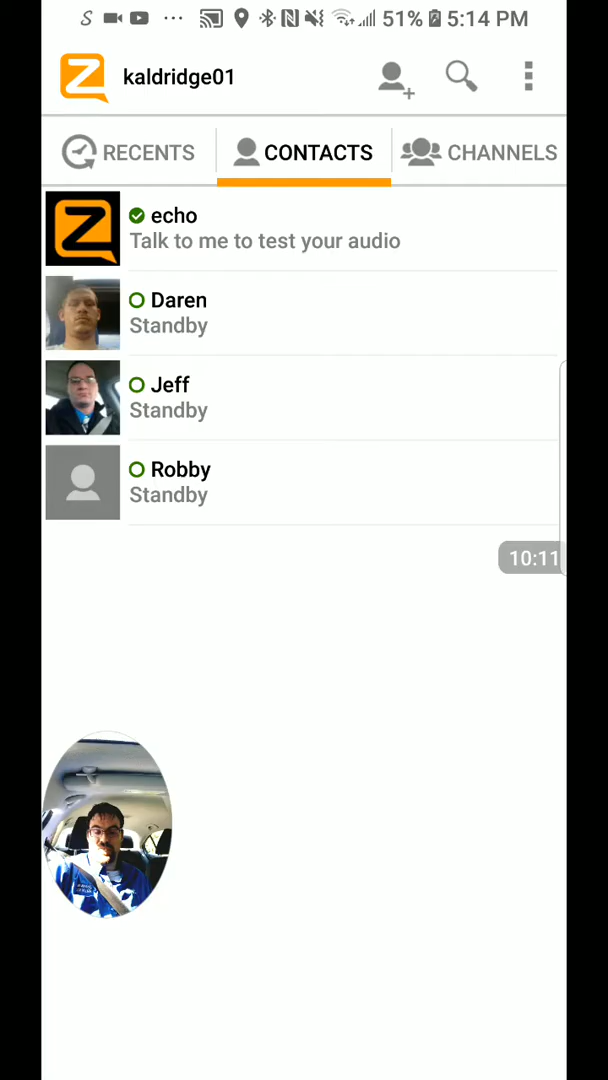 51% 5:14 PM
kaldridge01
RECENTS
CONTACTS
CHANNELS
echo
Talk to me to test your audio
Daren
Standby
Jeff
Standby
Robby
Standby
10:11